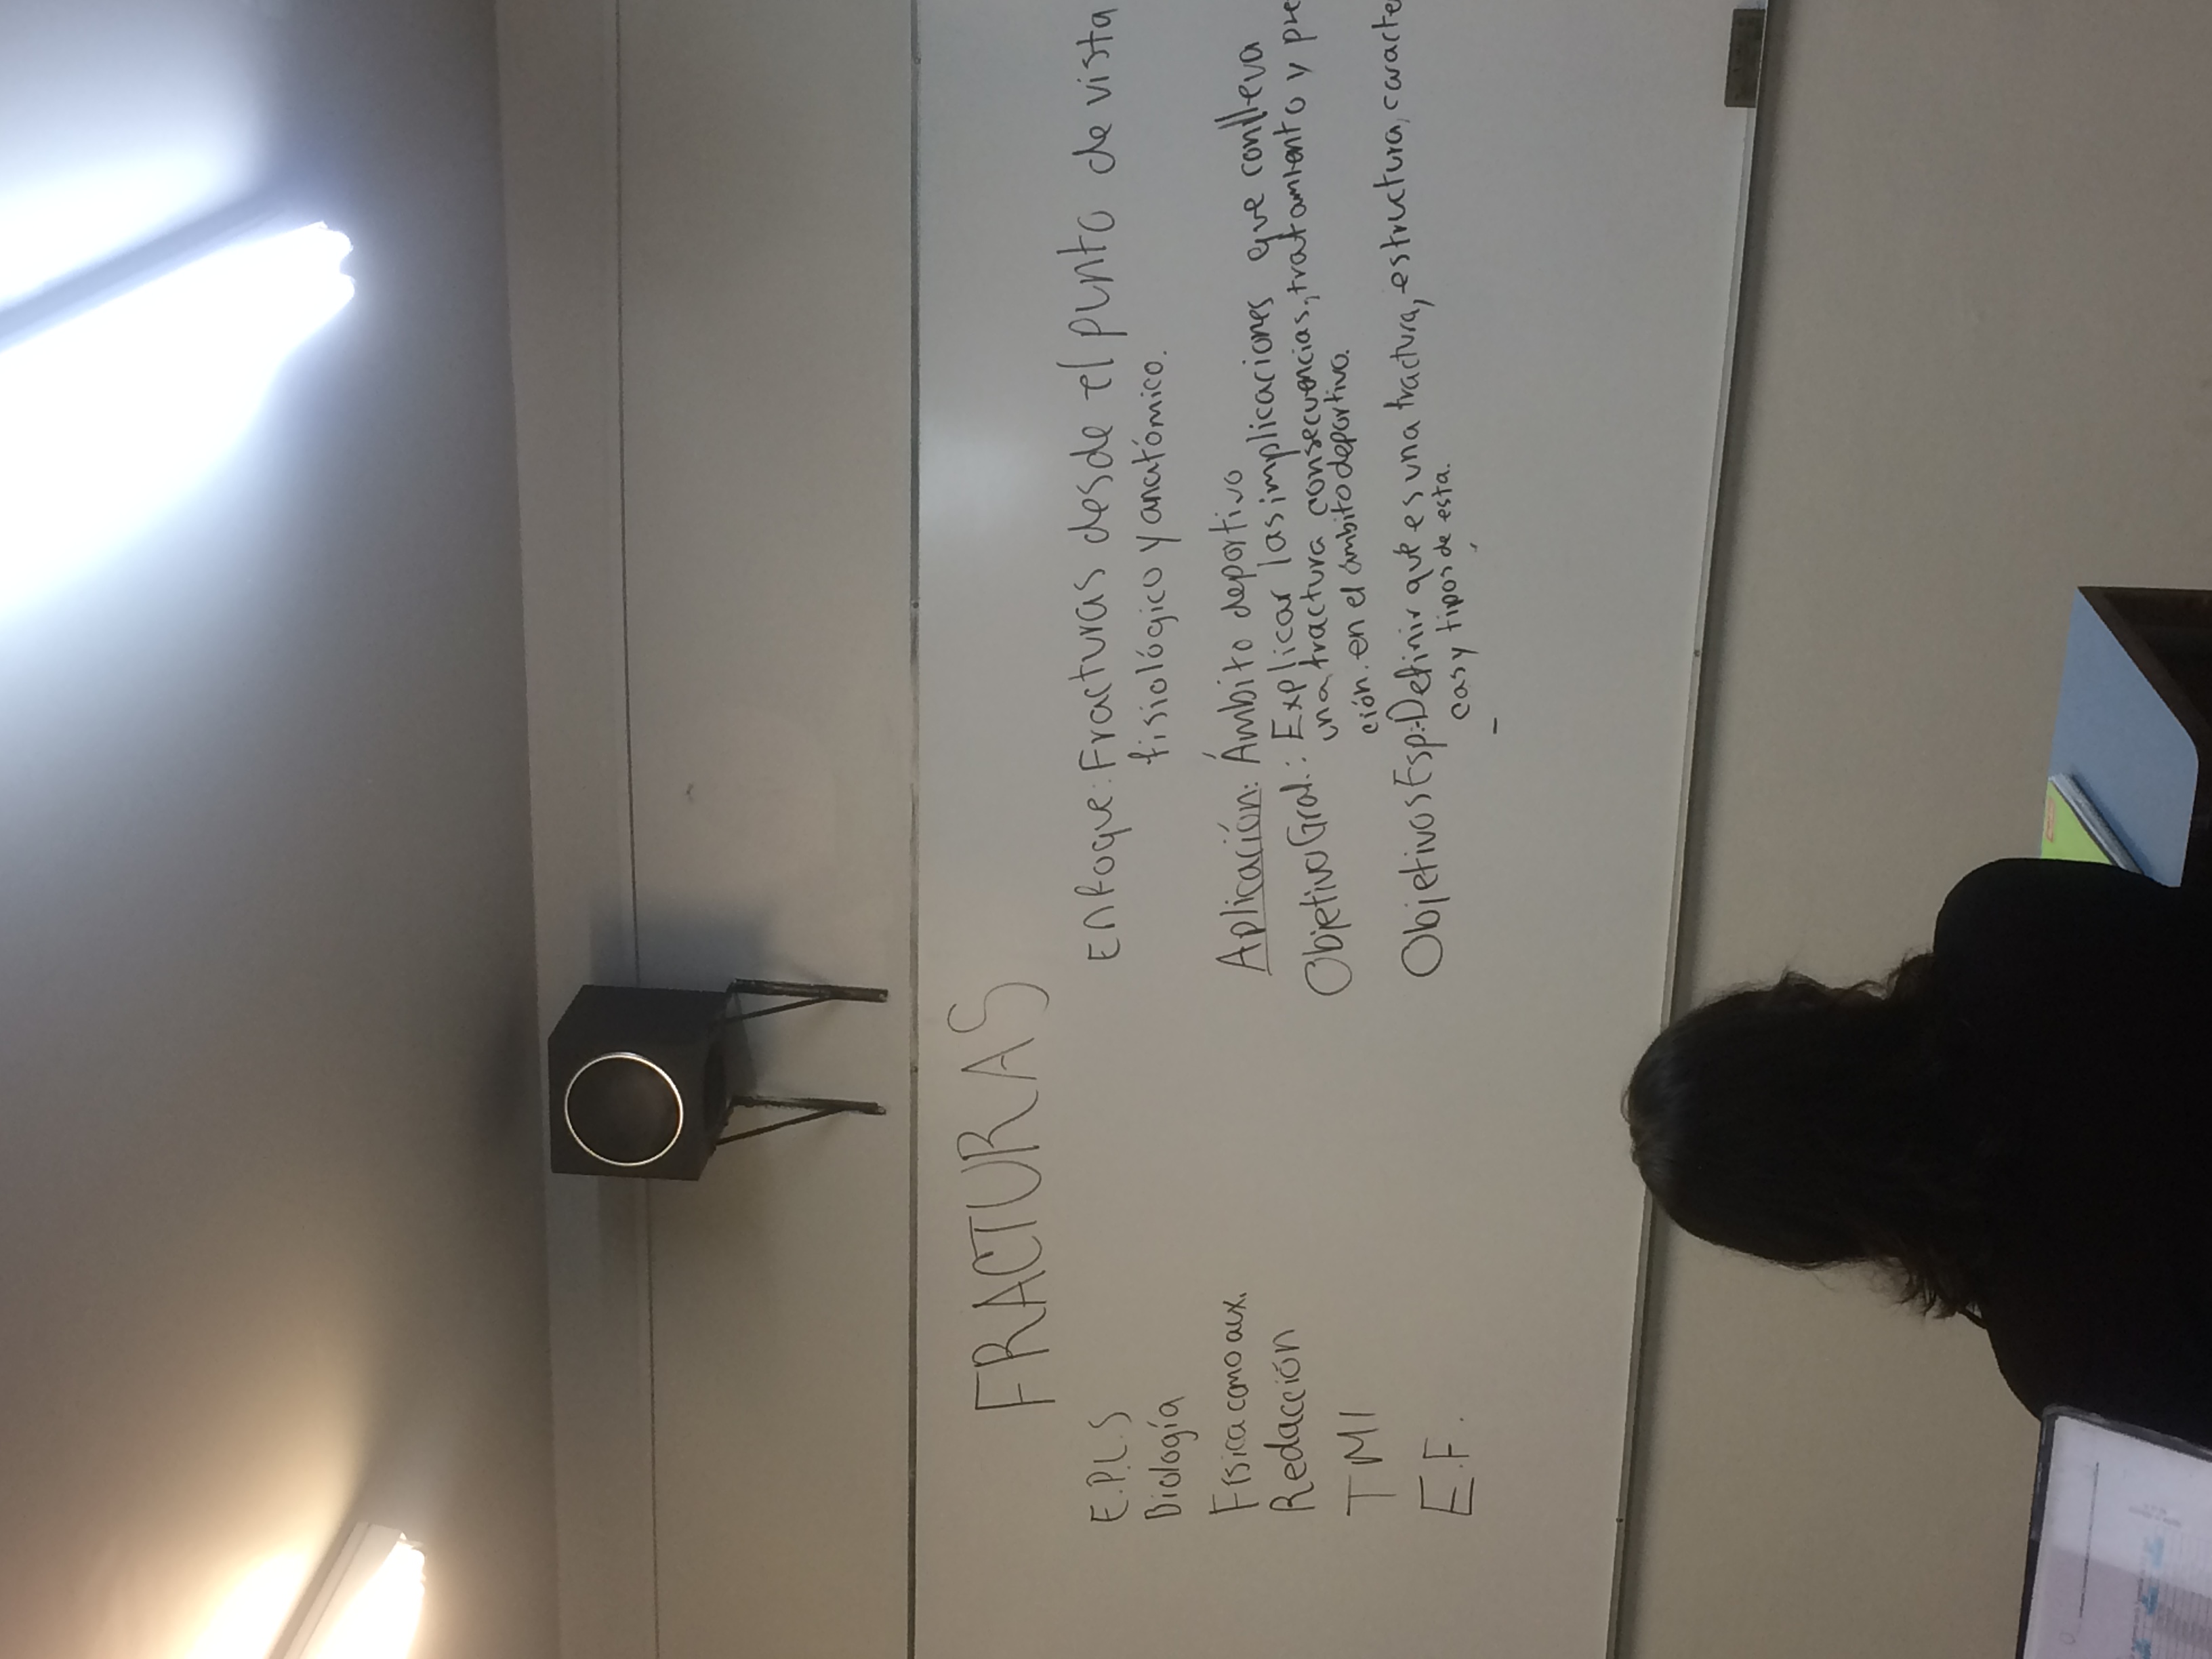 FRACTURAS
E.P.L.S
Biología
Física como aux.
Redacción
TMI
E.F.
Enfoque: Fracturas desde el punto de vista
fisiológico y anatómico.
Aplicación: Ámbito deportivo
Objetivo Gral.: Explicar las implicaciones que conlleva
una fractura consecuencias, tratamiento y pre
ción. en el ámbito deportivo.
Objetivos Esp.:-Definir qué es una fractura, estructura, caracte
cas y tipos de esta.
-